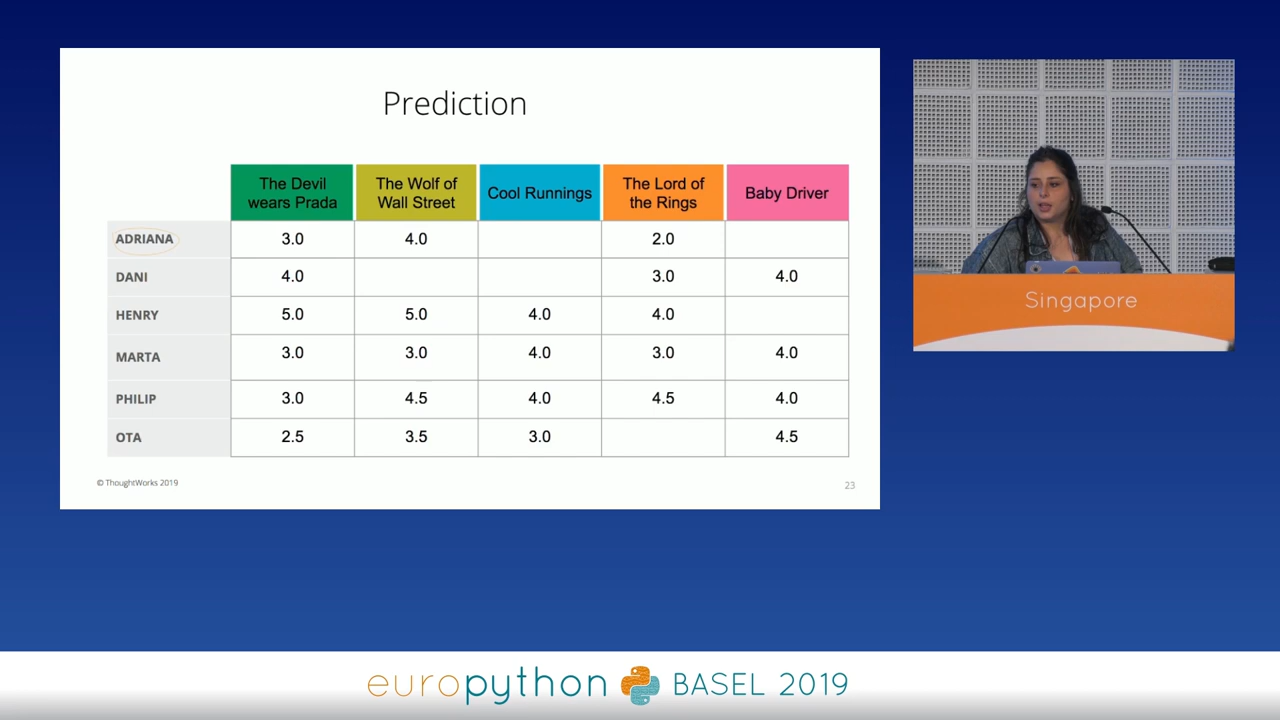 Prediction
The Devil wears Prada The Wolf of Wall Street Cool Runnings The Lord of the Rings Baby Driver
ADRIANA 3.0 4.0 2.0
DANI 4.0 3.0 4.0
HENRY 5.0 5.0 4.0 4.0
MARTA 3.0 3.0 4.0 3.0 4.0
PHILIP 3.0 4.5 4.0 4.5 4.0
OTA 2.5 3.5 3.0 4.5
© ThoughtWorks 2019
23
Singapore
europython BASEL 2019